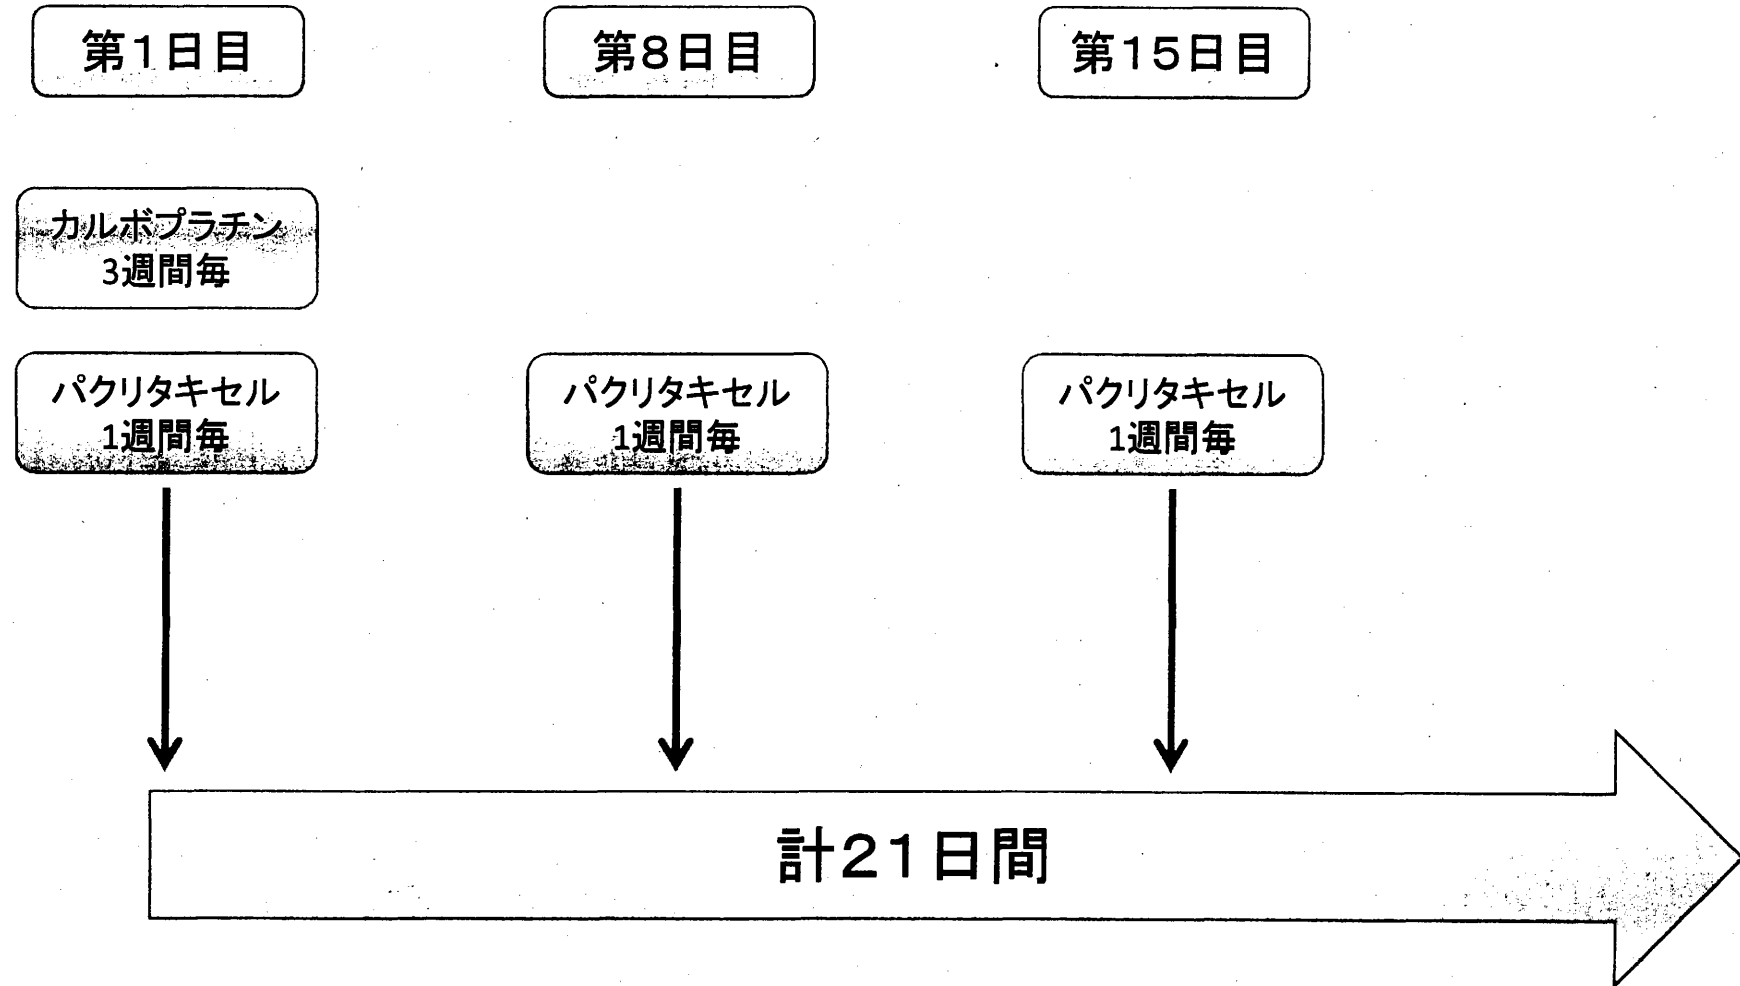 第1日目
第8日目
第15日目
カルボプラチン
3週間毎
パクリタキセル
1週間毎
パクリタキセル
1週間毎
パクリタキセル
1週間毎
計21日間